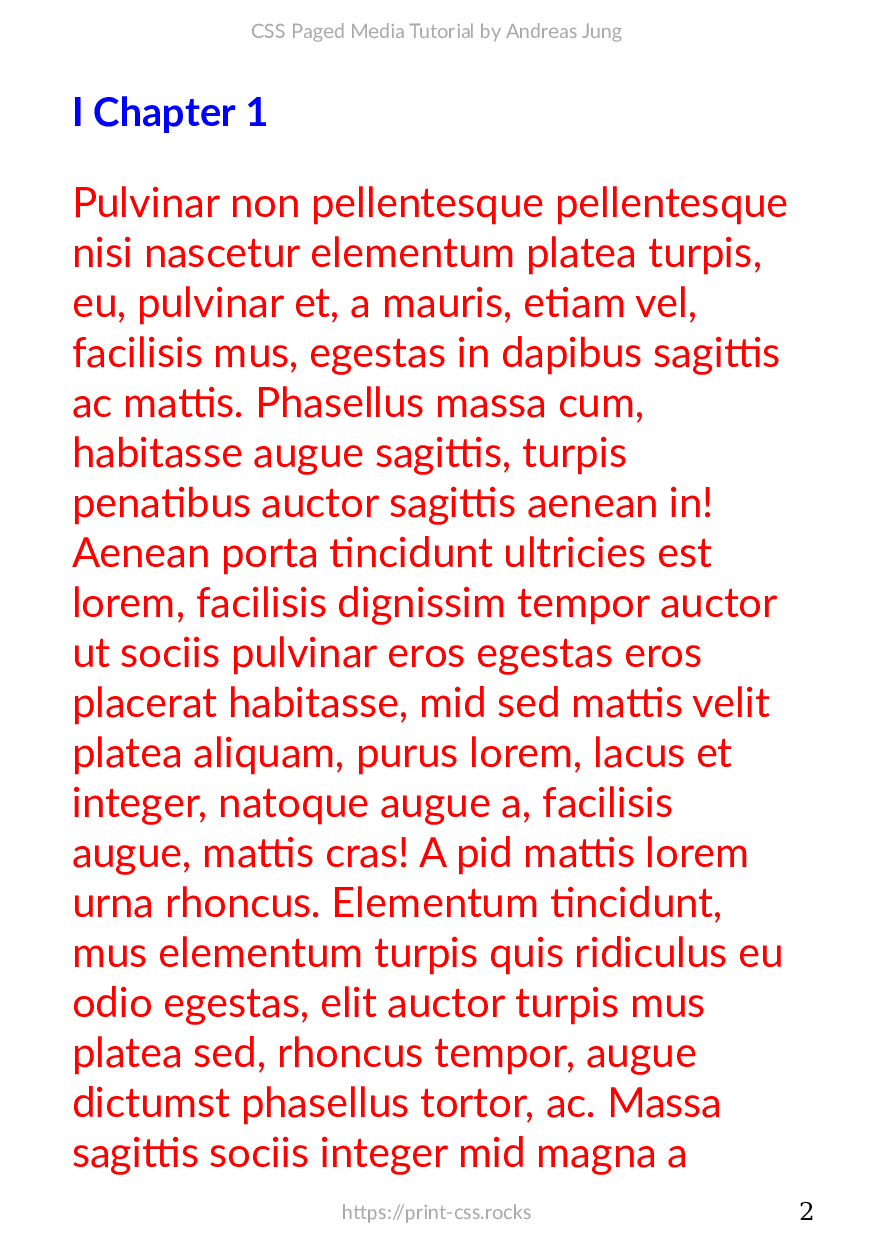 CSS Paged Media Tutorial by Andreas Jung
I Chapter 1
Pulvinar non pellentesque pellentesque
nisi nascetur elementum platea turpis,
eu, pulvinar et, a mauris, etiam vel,
facilisis mus, egestas in dapibus sagittis
ac mattis. Phasellus massa cum,
habitasse augue sagittis, turpis
penatibus auctor sagittis aenean in!
Aenean porta tincidunt ultricies est
lorem, facilisis dignissim tempor auctor
ut sociis pulvinar eros egestas eros
placerat habitasse, mid sed mattis velit
platea aliquam, purus lorem, lacus et
integer, natoque augue a, facilisis
augue, mattis cras! A pid mattis lorem
urna rhoncus. Elementum tincidunt,
mus elementum turpis quis ridiculus eu
odio egestas, elit auctor turpis mus
platea sed, rhoncus tempor, augue
dictumst phasellus tortor, ac. Massa
sagittis sociis integer mid magna a
https://print-css.rocks
2